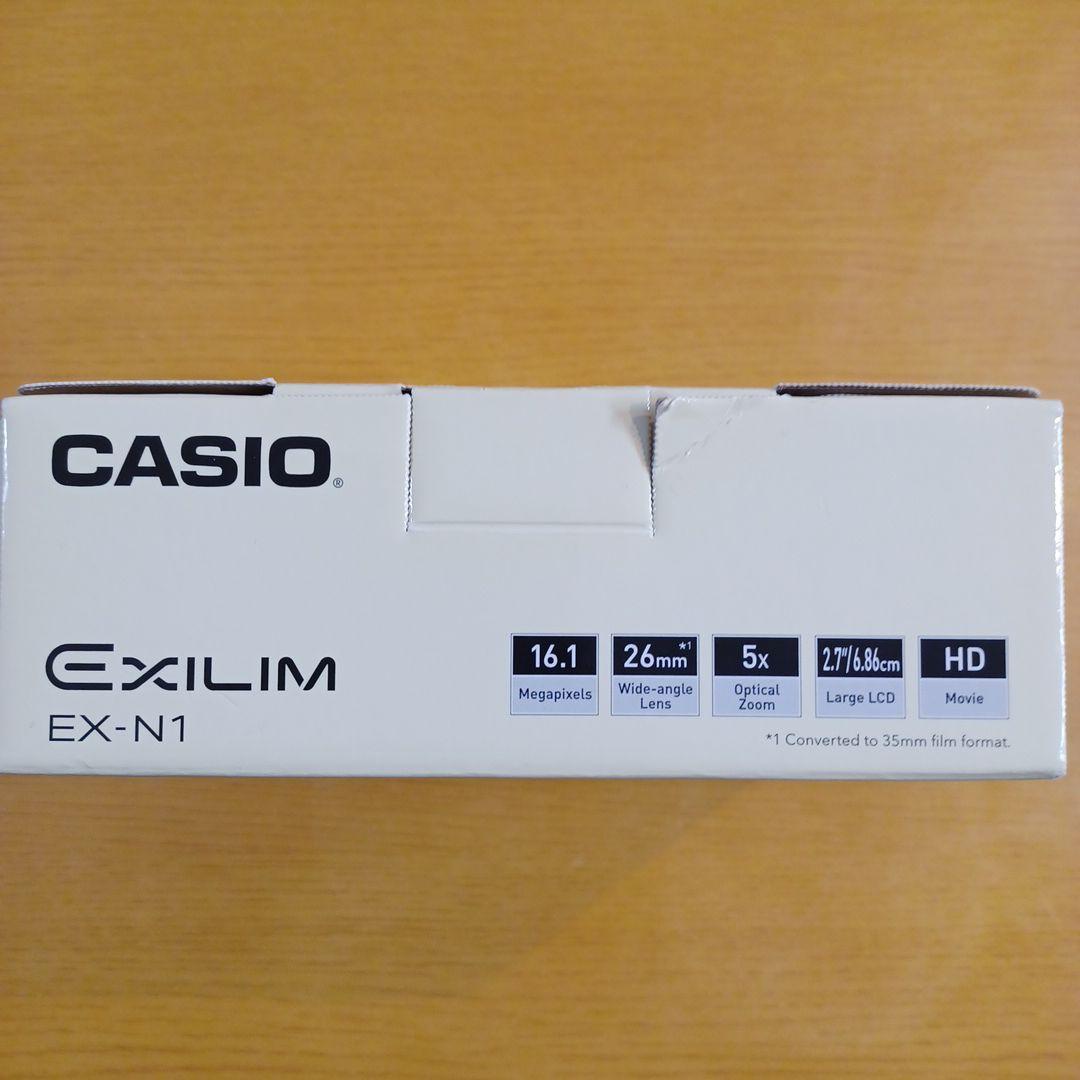 CASIO®
EXILIM
EX-N1
16.1
Megapixels
26mm*1
Wide-angle
Lens
5x
Optical
Zoom
2.7"/6.86cm
Large LCD
HD
Movie
*1 Converted to 35mm film format.